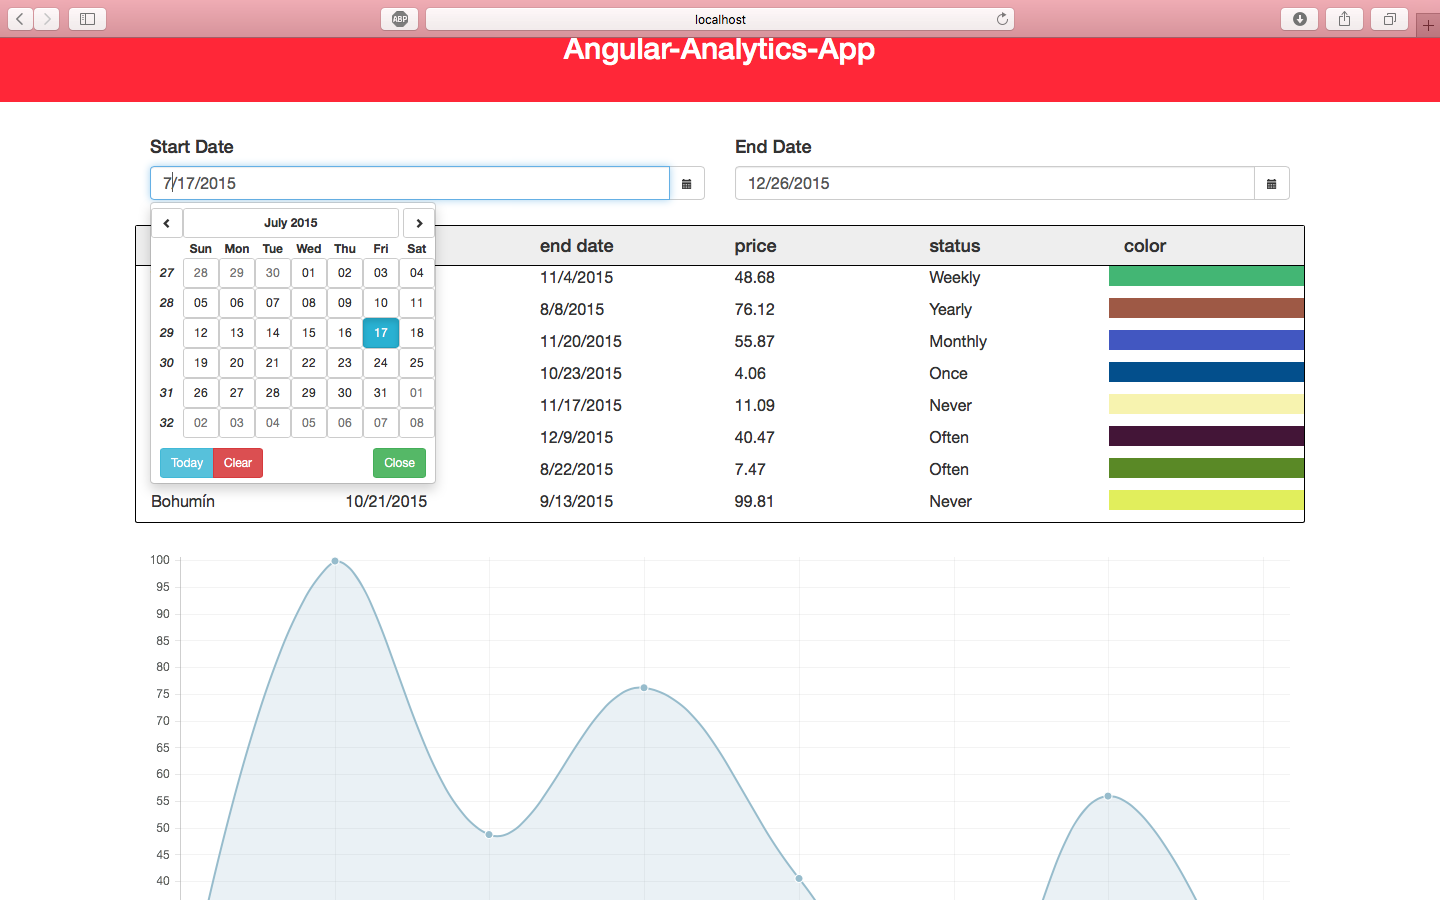 ABP
localhost
Angular-Analytics-App
Start Date
End Date
7/17/2015
12/26/2015
July 2015
Sun Mon Tue Wed Thu Fri Sat
27 28 29 30 01 02 03 04
28 05 06 07 08 09 10 11
29 12 13 14 15 16 17 18
30 19 20 21 22 23 24 25
31 26 27 28 29 30 31 01
32 02 03 04 05 06 07 08
Today Clear Close
end date price status color
11/4/2015 48.68 Weekly
8/8/2015 76.12 Yearly
11/20/2015 55.87 Monthly
10/23/2015 4.06 Once
11/17/2015 11.09 Never
12/9/2015 40.47 Often
8/22/2015 7.47 Often
Bohumín 10/21/2015 9/13/2015 99.81 Never
100
95
90
85
80
75
70
65
60
55
50
45
40